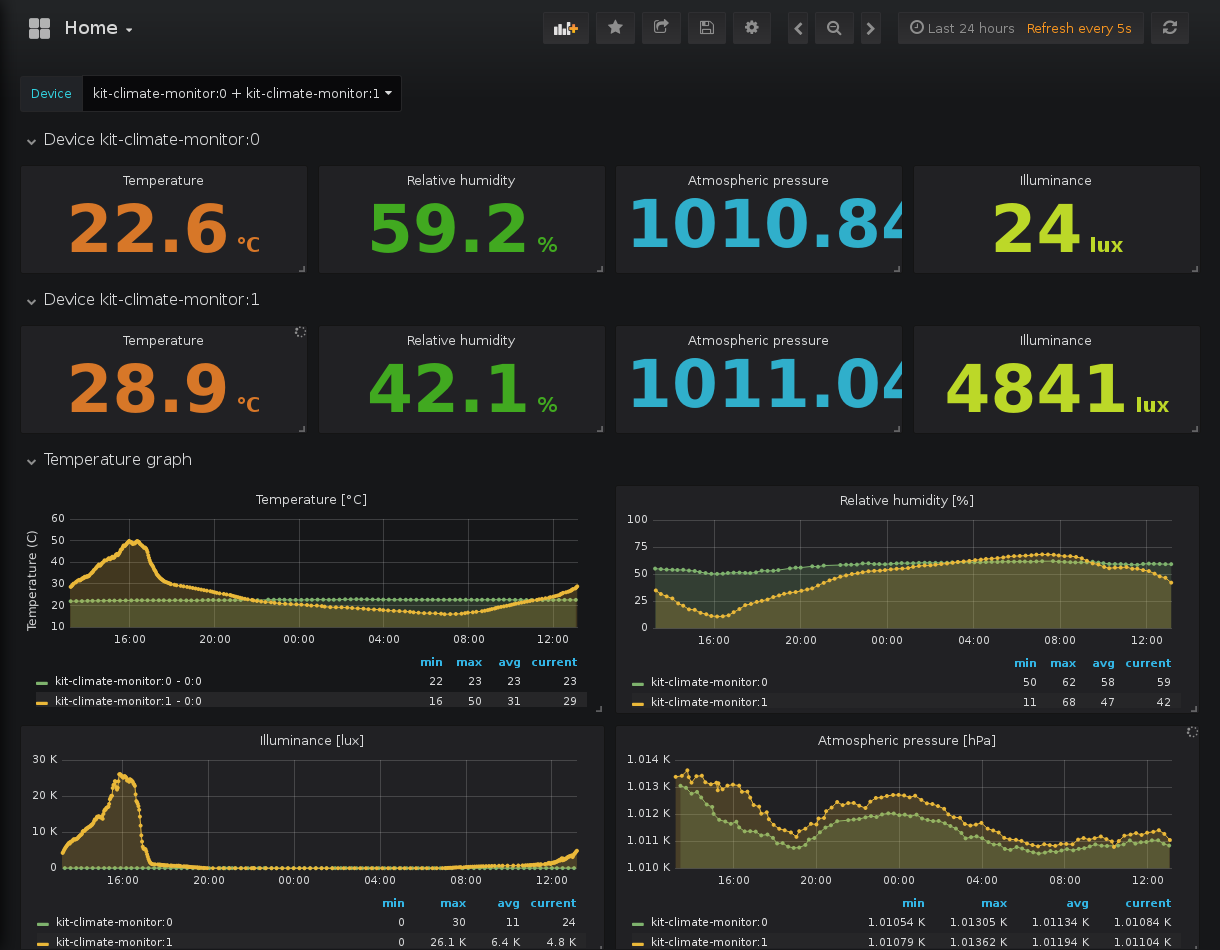 Home
Last 24 hours Refresh every 5s
Device kit-climate-monitor:0 + kit-climate-monitor:1
Device kit-climate-monitor:0
Temperature Relative humidity Atmospheric pressure Illuminance
22.6 °C 59.2 % 1010.84 24 lux
Device kit-climate-monitor:1
Temperature Relative humidity Atmospheric pressure Illuminance
28.9 °C 42.1 % 1011.04 4841 lux
Temperature graph
Temperature [°C]
Temperature (C)
60
50
40
30
20
10
16:00 20:00 00:00 04:00 08:00 12:00
min max avg current
kit-climate-monitor:0 - 0:0 22 23 23 23
kit-climate-monitor:1 - 0:0 16 50 31 29
Relative humidity [%]
100
75
50
25
0
16:00 20:00 00:00 04:00 08:00 12:00
min max avg current
kit-climate-monitor:0 50 62 58 59
kit-climate-monitor:1 11 68 47 42
Illuminance [lux]
30 K
20 K
10 K
0
16:00 20:00 00:00 04:00 08:00 12:00
min max avg current
kit-climate-monitor:0 0 30 11 24
kit-climate-monitor:1 0 26.1 K 6.4 K 4.8 K
Atmospheric pressure [hPa]
1.014 K
1.013 K
1.012 K
1.011 K
1.010 K
16:00 20:00 00:00 04:00 08:00 12:00
min max avg current
kit-climate-monitor:0 1.01054 K 1.01305 K 1.01134 K 1.01084 K
kit-climate-monitor:1 1.01079 K 1.01362 K 1.01194 K 1.01104 K